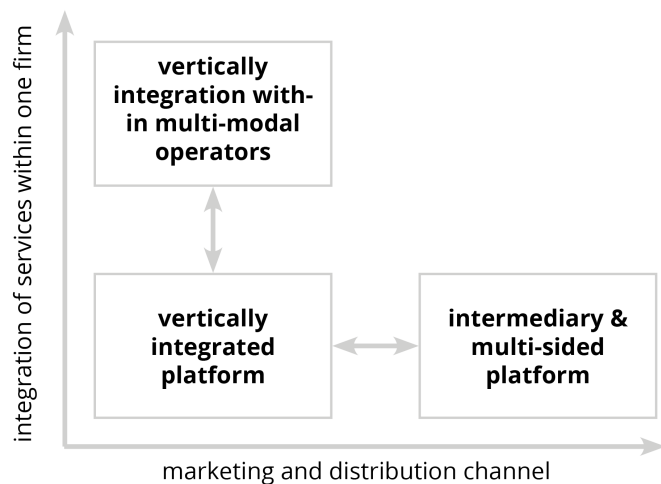 integration of services within one firm
vertically
integration with-
in multi-modal
operators
vertically
integrated
platform
intermediary &
multi-sided
platform
marketing and distribution channel